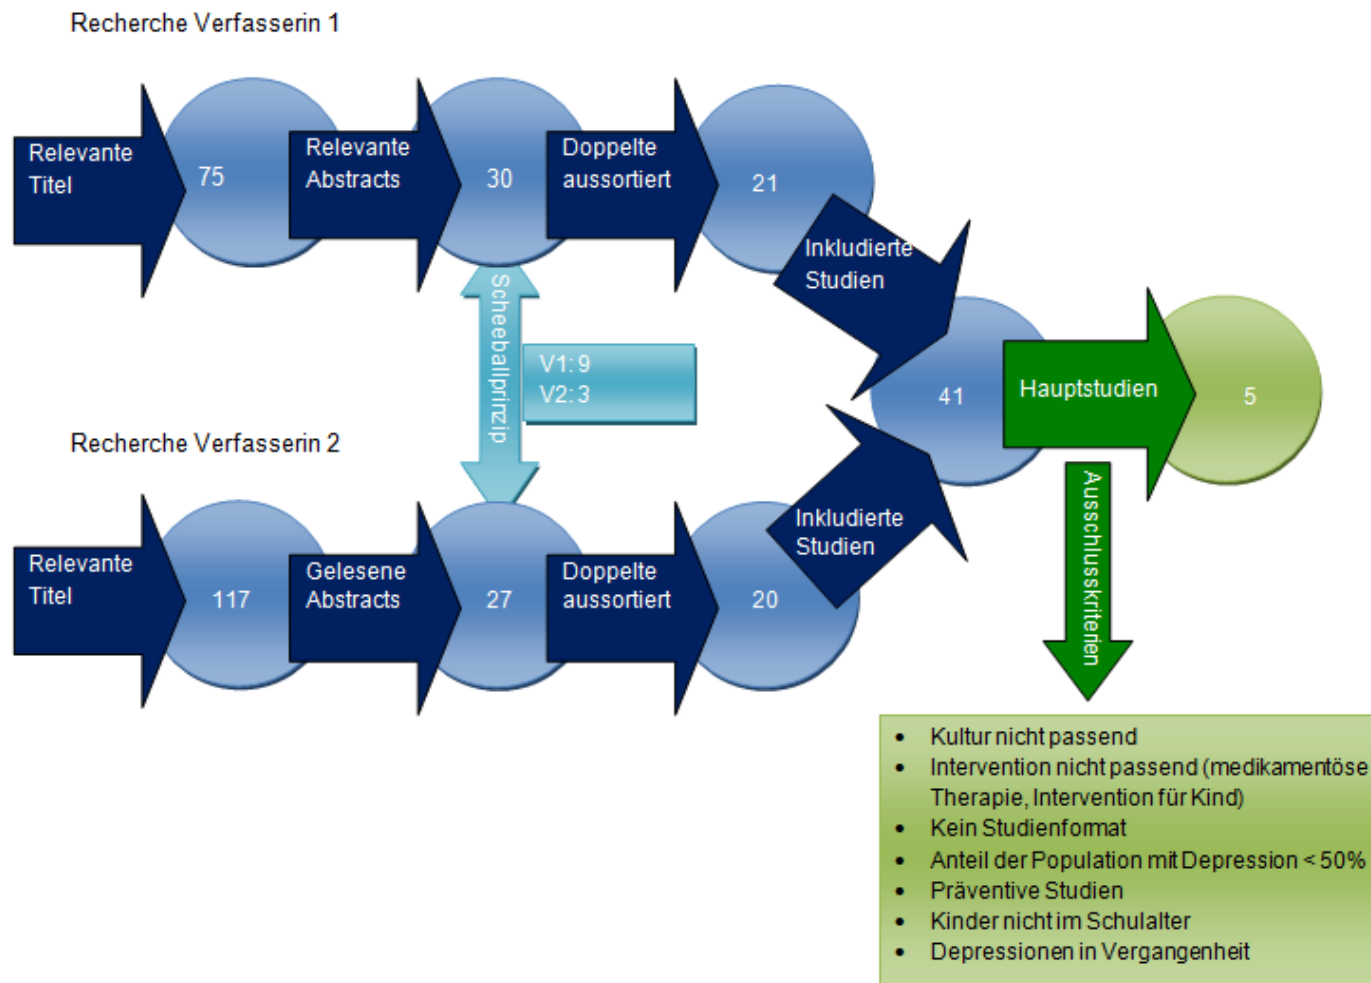 Recherche Verfasserin 1
Relevante
Titel
75
Relevante
Abstracts
30
Doppelte
aussortiert
21
Inkludierte
Studien
Scheeballprinzip
V1: 9
V2: 3
41
Hauptstudien
5
Recherche Verfasserin 2
Relevante
Titel
117
Gelesene
Abstracts
27
Doppelte
aussortiert
20
Inkludierte
Studien
Ausschlusskriterien
• Kultur nicht passend
• Intervention nicht passend (medikamentöse
Therapie, Intervention für Kind)
• Kein Studienformat
• Anteil der Population mit Depression < 50%
• Präventive Studien
• Kinder nicht im Schulalter
• Depressionen in Vergangenheit